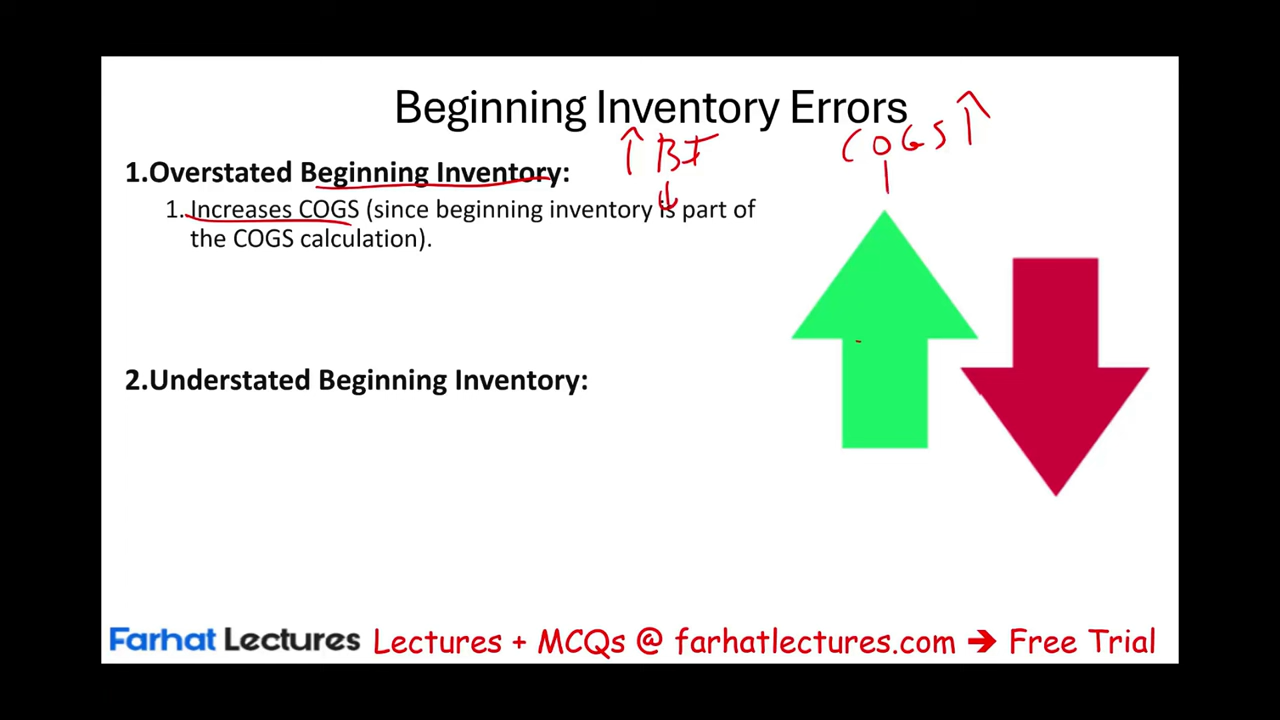 Beginning Inventory Errors
↑ BI
COGS ↑
1.Overstated Beginning Inventory:
1. Increases COGS (since beginning inventory is part of
the COGS calculation).
2.Understated Beginning Inventory:
Farhat Lectures Lectures + MCQs @ farhatlectures.com → Free Trial